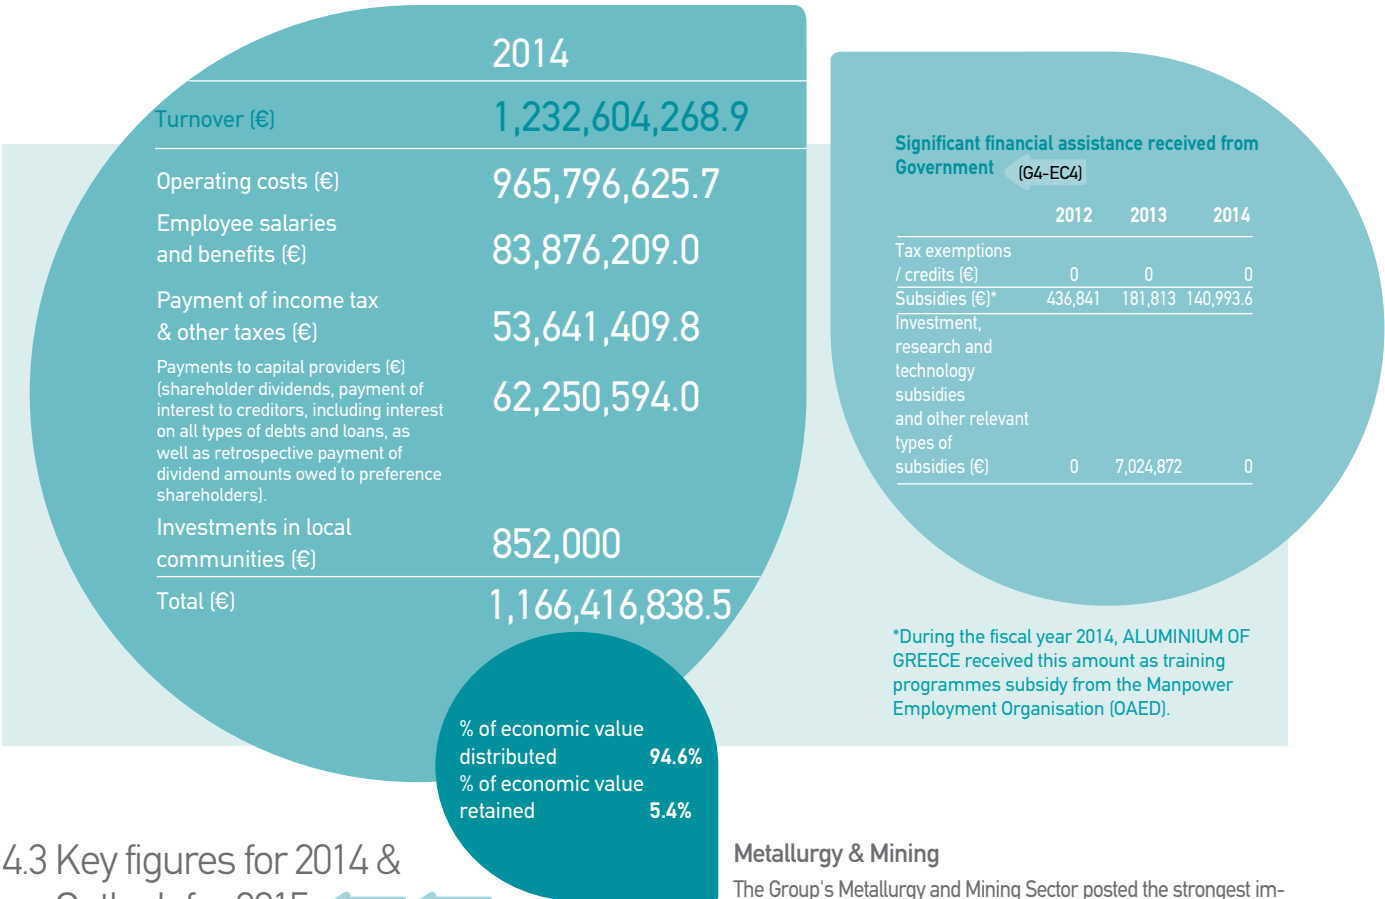 2014
Turnover (€) 1,232,604,268.9
Operating costs (€) 965,796,625.7
Employee salaries
and benefits (€) 83,876,209.0
Payment of income tax
& other taxes (€) 53,641,409.8
Payments to capital providers (€)
(shareholder dividends, payment of
interest to creditors, including interest
on all types of debts and loans, as
well as retrospective payment of
dividend amounts owed to preference
shareholders).
62,250,594.0
Investments in local
communities (€) 852,000
Total (€) 1,166,416,838.5
% of economic value
distributed 94.6%
% of economic value
retained 5.4%
Significant financial assistance received from
Government (G4-EC4)
2012 2013 2014
Tax exemptions
/ credits (€) 0 0 0
Subsidies (€)* 436,841 181,813 140,993.6
Investment,
research and
technology
subsidies
and other relevant
types of
subsidies (€) 0 7,024,872 0
*During the fiscal year 2014, ALUMINIUM OF
GREECE received this amount as training
programmes subsidy from the Manpower
Employment Organisation (OAED).
4.3 Key figures for 2014 &
Outlook for 2015
Metallurgy & Mining
The Group's Metallurgy and Mining Sector posted the strongest im-